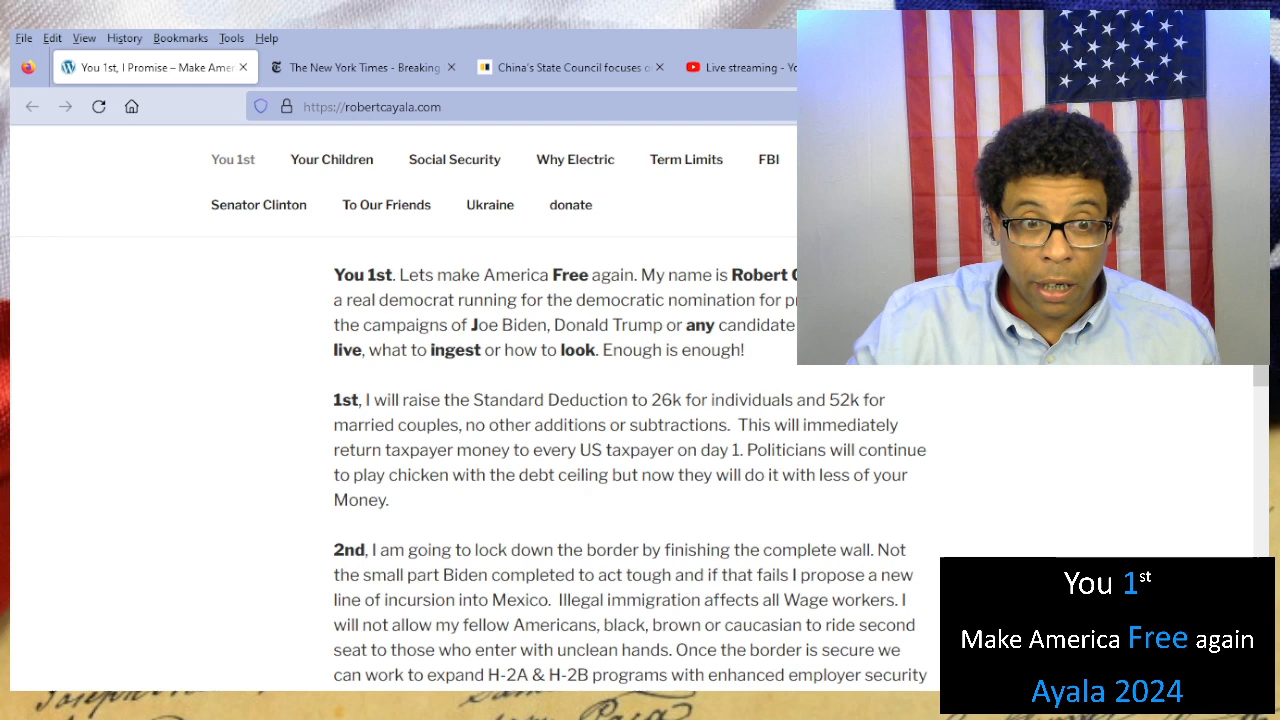 File Edit View History Bookmarks Tools Help
You 1st, I Promise – Make Amer
The New York Times - Breaking
China's State Council focuses o
Live streaming - Yo
https://robertcayala.com
You 1st Your Children Social Security Why Electric Term Limits FBI
Senator Clinton To Our Friends Ukraine donate
You 1st. Lets make America Free again. My name is Robert C
a real democrat running for the democratic nomination for pr
the campaigns of Joe Biden, Donald Trump or any candidate
live, what to ingest or how to look. Enough is enough!
1st, I will raise the Standard Deduction to 26k for individuals and 52k for
married couples, no other additions or subtractions. This will immediately
return taxpayer money to every US taxpayer on day 1. Politicians will continue
to play chicken with the debt ceiling but now they will do it with less of your
Money.
2nd, I am going to lock down the border by finishing the complete wall. Not
the small part Biden completed to act tough and if that fails I propose a new
line of incursion into Mexico. Illegal immigration affects all Wage workers. I
will not allow my fellow Americans, black, brown or caucasian to ride second
seat to those who enter with unclean hands. Once the border is secure we
can work to expand H-2A & H-2B programs with enhanced employer security
You 1st
Make America Free again
Ayala 2024